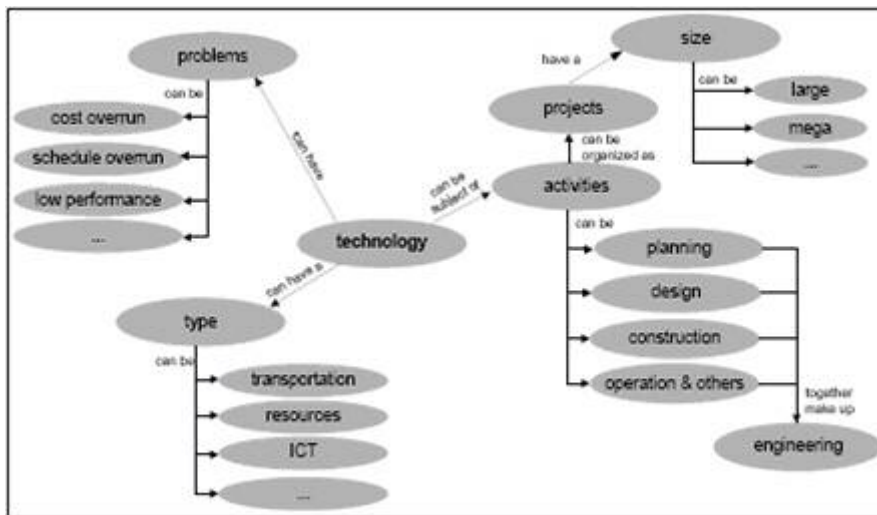 problems
can be
cost overrun
schedule overrun
low performance
...
can have
technology
can have a
type
can be
transportation
resources
ICT
...
can be
subject of
activities
can be
organized as
projects
have a
size
can be
large
mega
....
can be
planning
design
construction
operation & others
together
make up
engineering